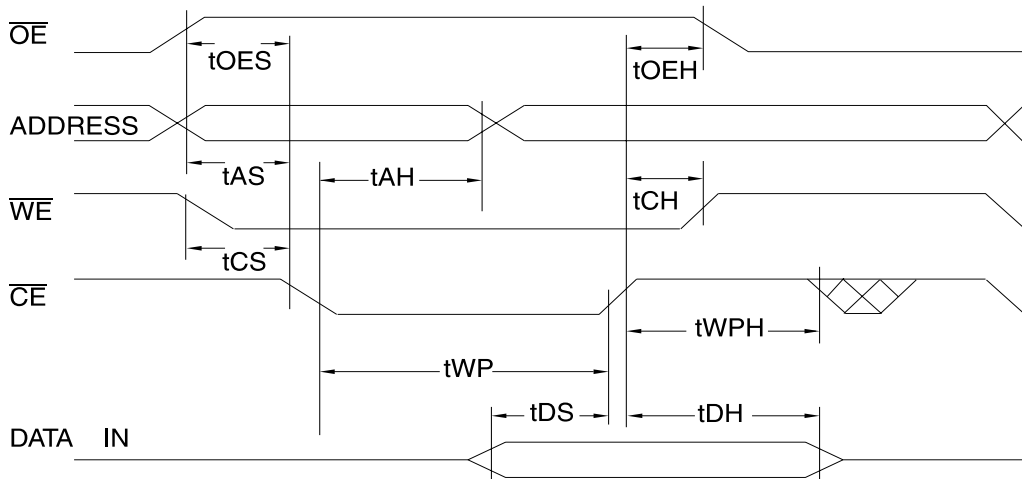 OE
tOES
tOEH
ADDRESS
tAS
tAH
WE
tCH
tCS
CE
tWPH
tWP
tDS
tDH
DATA IN